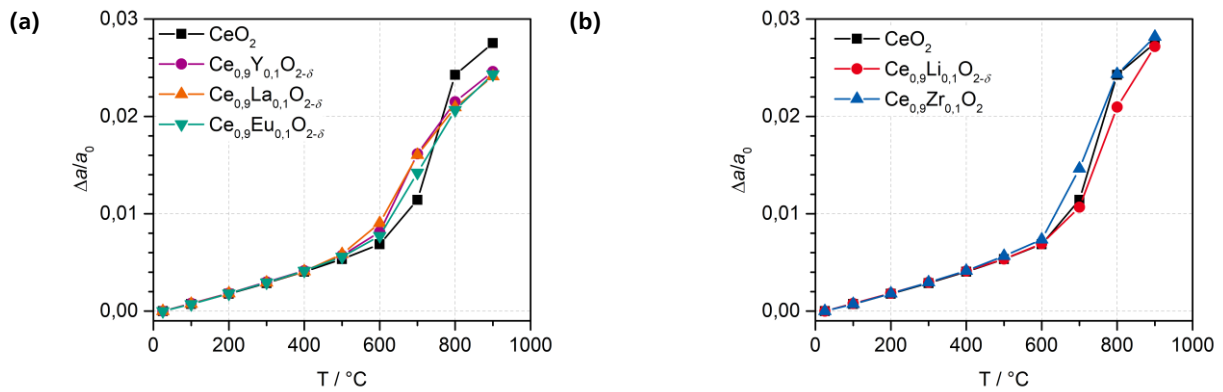 (a)
0,03
0,02
0,01
0,00
Δa/a₀
CeO₂
Ce₀,₉Y₀,₁O₂₋δ
Ce₀,₉La₀,₁O₂₋δ
Ce₀,₉Eu₀,₁O₂₋δ
0 200 400 600 800 1000
T / °C
(b)
0,03
0,02
0,01
0,00
Δa/a₀
CeO₂
Ce₀,₉Li₀,₁O₂₋δ
Ce₀,₉Zr₀,₁O₂
0 200 400 600 800 1000
T / °C